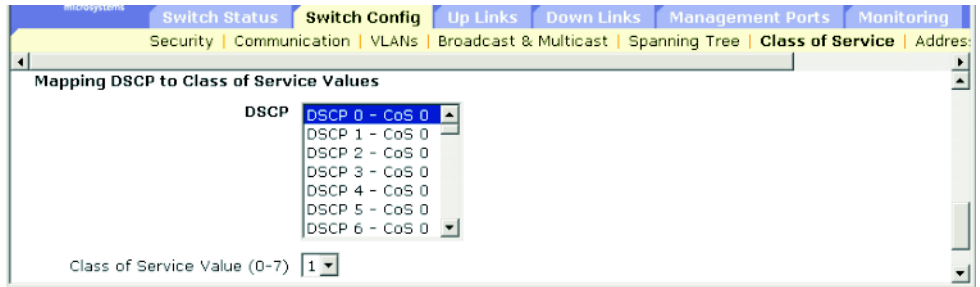 microsystems
Switch Status Switch Config Up Links Down Links Management Ports Monitoring
Security | Communication | VLANs | Broadcast & Multicast | Spanning Tree | Class of Service | Addres
Mapping DSCP to Class of Service Values
DSCP
DSCP 0 - CoS 0
DSCP 1 - CoS 0
DSCP 2 - CoS 0
DSCP 3 - CoS 0
DSCP 4 - CoS 0
DSCP 5 - CoS 0
DSCP 6 - CoS 0
Class of Service Value (0-7) 1